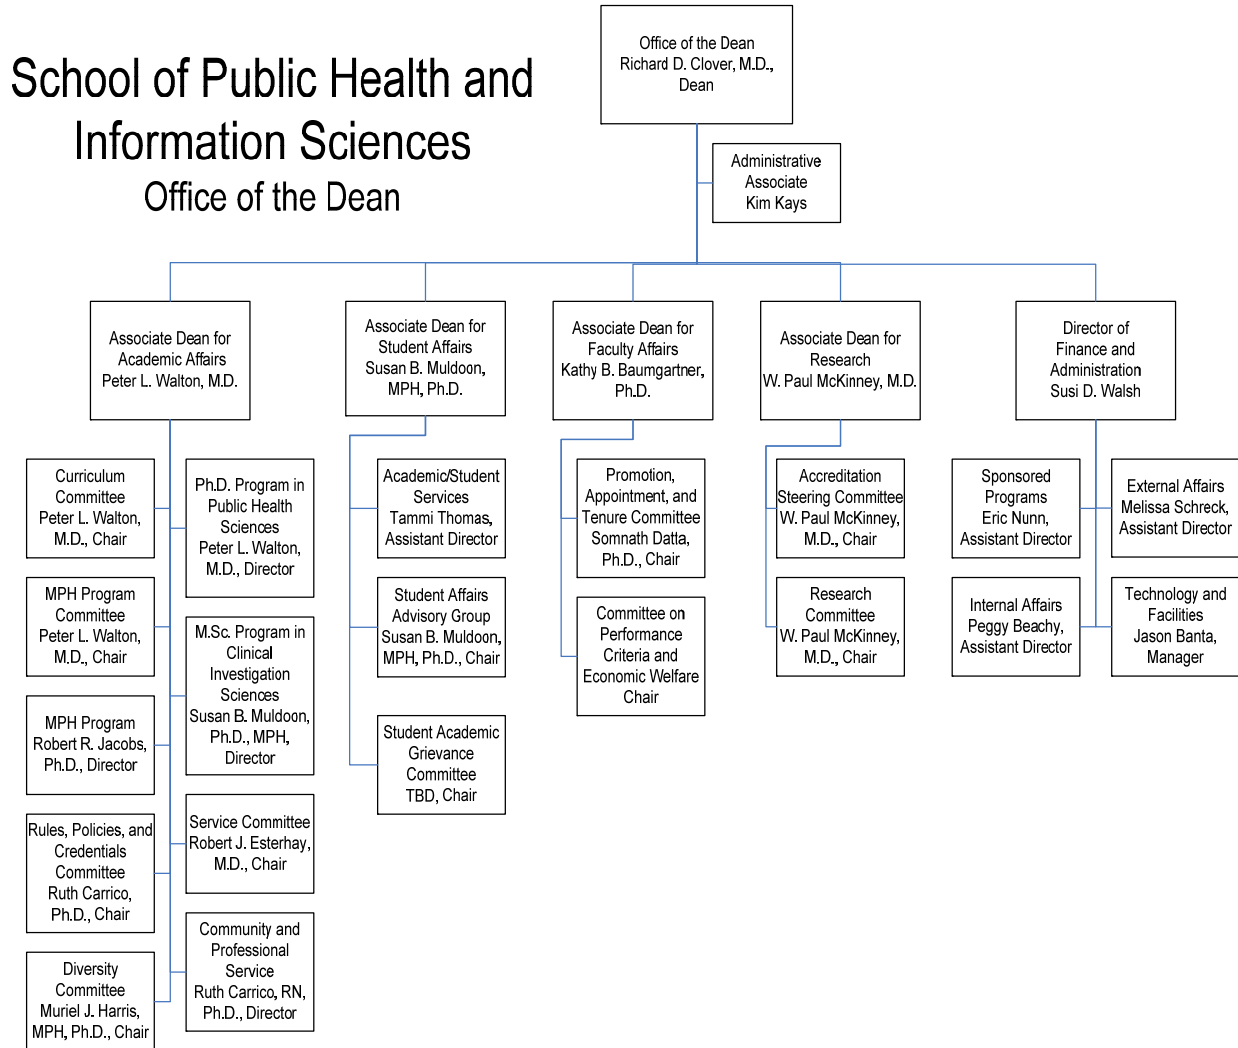 School of Public Health and
Information Sciences
Office of the Dean
Office of the Dean
Richard D. Clover, M.D.,
Dean
Administrative
Associate
Kim Kays
Associate Dean for
Academic Affairs
Peter L. Walton, M.D.
Associate Dean for
Student Affairs
Susan B. Muldoon,
MPH, Ph.D.
Associate Dean for
Faculty Affairs
Kathy B. Baumgartner,
Ph.D.
Associate Dean for
Research
W. Paul McKinney, M.D.
Director of
Finance and
Administration
Susi D. Walsh
Curriculum
Committee
Peter L. Walton,
M.D., Chair
MPH Program
Committee
Peter L. Walton,
M.D., Chair
MPH Program
Robert R. Jacobs,
Ph.D., Director
Rules, Policies, and
Credentials
Committee
Ruth Carrico,
Ph.D., Chair
Diversity
Committee
Muriel J. Harris,
MPH, Ph.D., Chair
Ph.D. Program in
Public Health
Sciences
Peter L. Walton,
M.D., Director
M.Sc. Program in
Clinical
Investigation
Sciences
Susan B. Muldoon,
Ph.D., MPH,
Director
Service Committee
Robert J. Esterhay,
M.D., Chair
Community and
Professional
Service
Ruth Carrico, RN,
Ph.D., Director
Academic/Student
Services
Tammi Thomas,
Assistant Director
Student Affairs
Advisory Group
Susan B. Muldoon,
MPH, Ph.D., Chair
Student Academic
Grievance
Committee
TBD, Chair
Promotion,
Appointment, and
Tenure Committee
Somnath Datta,
Ph.D., Chair
Committee on
Performance
Criteria and
Economic Welfare
Chair
Accreditation
Steering Committee
W. Paul McKinney,
M.D., Chair
Research
Committee
W. Paul McKinney,
M.D., Chair
Sponsored
Programs
Eric Nunn,
Assistant Director
Internal Affairs
Peggy Beachy,
Assistant Director
External Affairs
Melissa Schreck,
Assistant Director
Technology and
Facilities
Jason Banta,
Manager